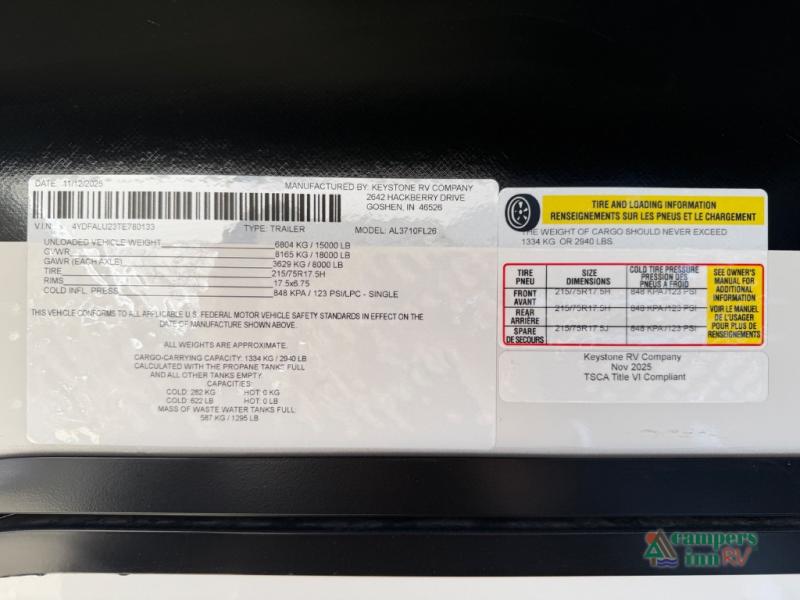 DATE: 11/12/2025
MANUFACTURED BY: KEYSTONE RV COMPANY
2642 HACKBERRY DRIVE
GOSHEN, IN 46526
V.I.N. 4YDFALU23TE780133 TYPE: TRAILER MODEL: AL3710FL26
UNLOADED VEHICLE WEIGHT 6804 KG / 15000 LB
GVWR 8165 KG / 18000 LB
GAWR (EACH AXLE) 3629 KG / 8000 LB
TIRE 215/75R17.5H
RIMS 17.5x6.75
COLD INFL. PRESS. 848 KPA / 123 PSI/LPC - SINGLE
THIS VEHICLE CONFORMS TO ALL APPLICABLE U.S. FEDERAL MOTOR VEHICLE SAFETY STANDARDS IN EFFECT ON THE
DATE OF MANUFACTURE SHOWN ABOVE.
ALL WEIGHTS ARE APPROXIMATE.
CARGO-CARRYING CAPACITY: 1334 KG / 2940 LB
CALCULATED WITH THE PROPANE TANKS FULL
AND ALL OTHER TANKS EMPTY.
CAPACITIES:
COLD: 282 KG HOT: 0 KG
COLD: 622 LB HOT: 0 LB
MASS OF WASTE WATER TANKS FULL:
587 KG / 1295 LB
TIRE AND LOADING INFORMATION
RENSEIGNEMENTS SUR LES PNEUS ET LE CHARGEMENT
THE WEIGHT OF CARGO SHOULD NEVER EXCEED
1334 KG OR 2940 LBS.
TIRE
PNEU
SIZE
DIMENSIONS
COLD TIRE PRESSURE
PRESSION DES
PNEUS A FROID
FRONT
AVANT
215/75R17.5H 848 KPA /123 PSI
REAR
ARRIÈRE
215/75R17.5H 848 KPA /123 PSI
SPARE
DE SECOURS
215/75R17.5J 848 KPA /123 PSI
SEE OWNER'S
MANUAL FOR
ADDITIONAL
INFORMATION
VOIR LE MANUEL
DE L'USAGER
POUR PLUS DE
RENSEIGNEMENTS
Keystone RV Company
Nov 2025
TSCA Title VI Compliant
campers
inn RV